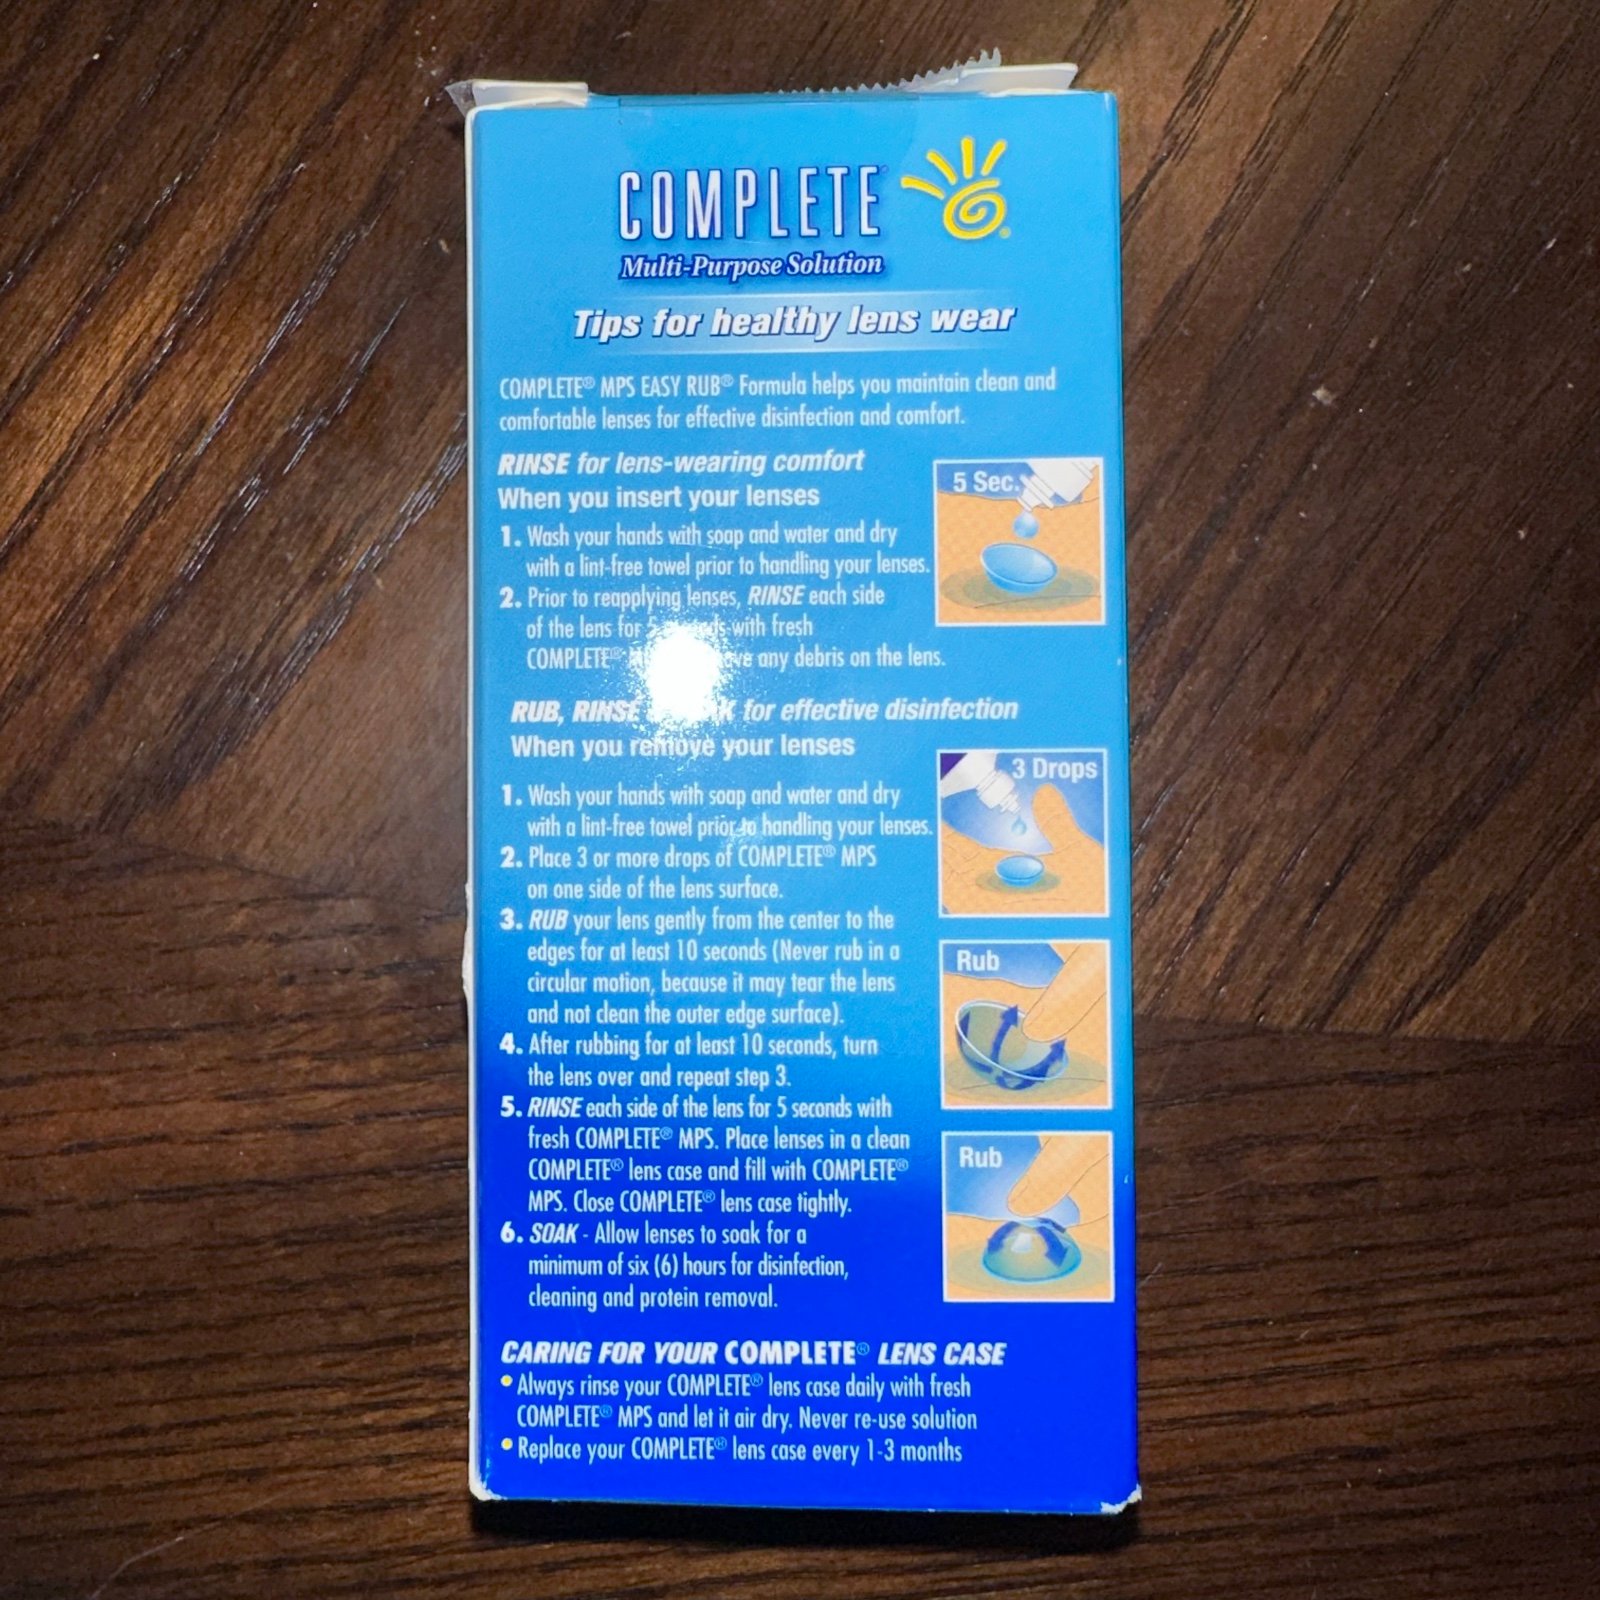 COMPLETE®
Multi-Purpose Solution
Tips for healthy lens wear
COMPLETE® MPS EASY RUB® Formula helps you maintain clean and
comfortable lenses for effective disinfection and comfort.
RINSE for lens-wearing comfort
When you insert your lenses
5 Sec.
1. Wash your hands with soap and water and dry
with a lint-free towel prior to handling your lenses.
2. Prior to reapplying lenses, RINSE each side
of the lens for 5 with fresh
COMPLETE® any debris on the lens.
RUB, RINSE for effective disinfection
When you remove your lenses
3 Drops
1. Wash your hands with soap and water and dry
with a lint-free towel prior to handling your lenses.
2. Place 3 or more drops of COMPLETE® MPS
on one side of the lens surface.
3. RUB your lens gently from the center to the
edges for at least 10 seconds (Never rub in a
circular motion, because it may tear the lens
and not clean the outer edge surface).
Rub
4. After rubbing for at least 10 seconds, turn
the lens over and repeat step 3.
5. RINSE each side of the lens for 5 seconds with
fresh COMPLETE® MPS. Place lenses in a clean
COMPLETE® lens case and fill with COMPLETE®
MPS. Close COMPLETE® lens case tightly.
Rub
6. SOAK - Allow lenses to soak for a
minimum of six (6) hours for disinfection,
cleaning and protein removal.
CARING FOR YOUR COMPLETE® LENS CASE
• Always rinse your COMPLETE® lens case daily with fresh
COMPLETE® MPS and let it air dry. Never re-use solution
• Replace your COMPLETE® lens case every 1-3 months